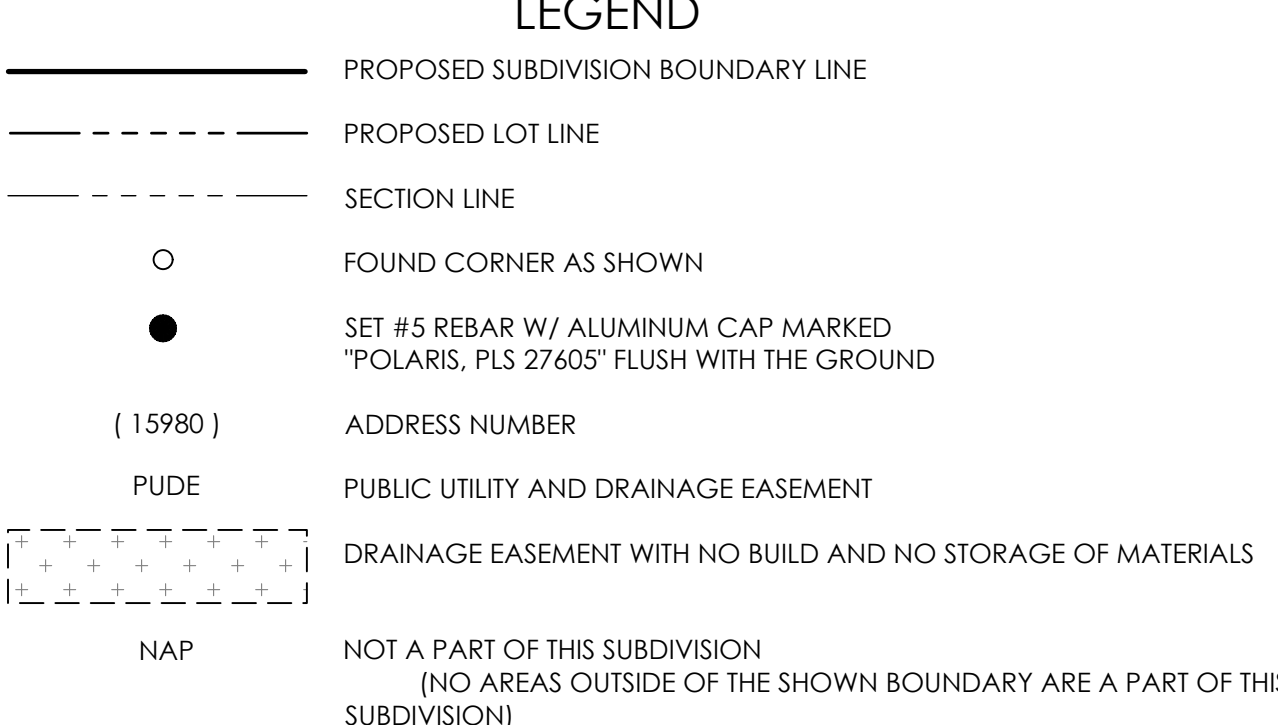 LEGEND
PROPOSED SUBDIVISION BOUNDARY LINE
PROPOSED LOT LINE
SECTION LINE
FOUND CORNER AS SHOWN
SET #5 REBAR W/ ALUMINUM CAP MARKED
"POLARIS, PLS 27605" FLUSH WITH THE GROUND
( 15980 ) ADDRESS NUMBER
PUDE PUBLIC UTILITY AND DRAINAGE EASEMENT
DRAINAGE EASEMENT WITH NO BUILD AND NO STORAGE OF MATERIALS
NAP NOT A PART OF THIS SUBDIVISION
(NO AREAS OUTSIDE OF THE SHOWN BOUNDARY ARE A PART OF THIS
SUBDIVISION)